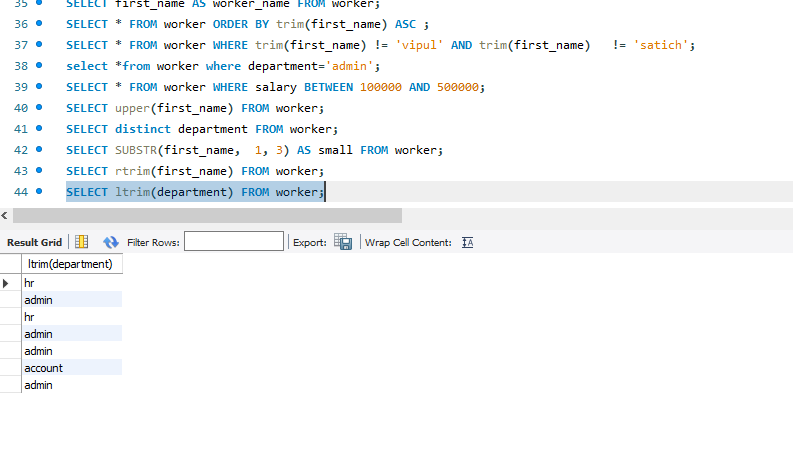 35 SELECT first_name AS worker_name FROM worker;
36 SELECT * FROM worker ORDER BY trim(first_name) ASC ;
37 SELECT * FROM worker WHERE trim(first_name) != 'vipul' AND trim(first_name)   != 'satich';
38 select *from worker where department='admin';
39 SELECT * FROM worker WHERE salary BETWEEN 100000 AND 500000;
40 SELECT upper(first_name) FROM worker;
41 SELECT distinct department FROM worker;
42 SELECT SUBSTR(first_name,  1, 3) AS small FROM worker;
43 SELECT rtrim(first_name) FROM worker;
44 SELECT ltrim(department) FROM worker;
Result Grid Filter Rows: Export: Wrap Cell Content: IA
ltrim(department)
hr
admin
hr
admin
admin
account
admin